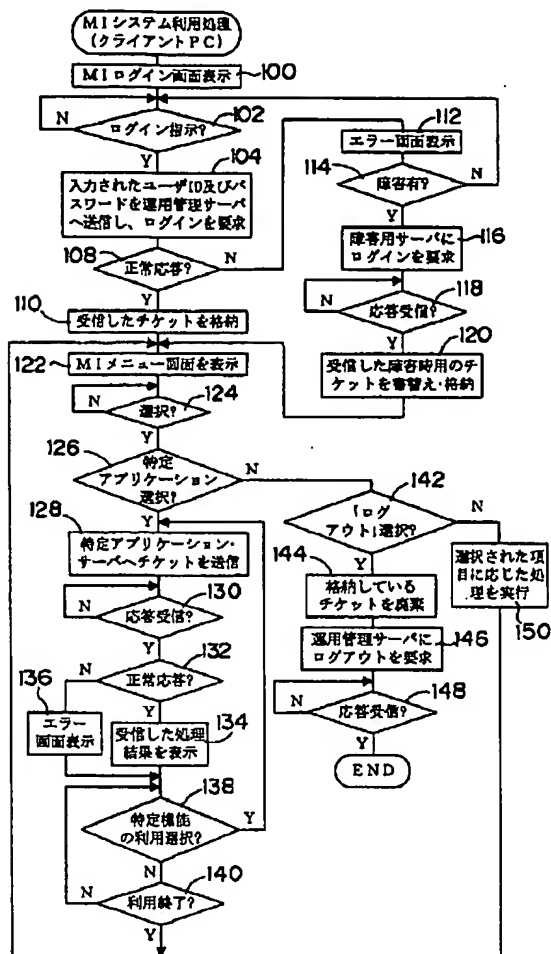 MIシステム利用処理
(クライアントPC)
MIログイン画面表示
100
N
ログイン指示?
102
Y
104
入力されたユーザID及びパ
スワードを運用管理サーバ
へ送信し、ログインを要求
108
正常応答?
N
Y
110
受信したチケットを格納
112
エラー画面表示
114
障害有?
N
Y
障害用サーバに
ログインを要求
116
N
応答受信?
118
Y
120
受信した障害時用のチ
ケットを書替え・格納
122
MIメニュー画面を表示
N
選択?
124
Y
126
特定
アプリケーション
選択?
N
Y
128
特定アプリケーション・
サーバへチケットを送信
N
応答受信?
130
Y
132
N
正常応答?
Y
136
エラー
画面表示
受信した処理
結果を表示
134
138
特定機能
の利用選択?
Y
N
140
N
利用終了?
Y
142
「ログ
アウト」選択?
N
Y
144
格納している
チケットを廃棄
運用管理サーバに
ログアウトを要求
146
N
応答受信?
148
Y
END
選択された項
目に応じた処
理を実行
150